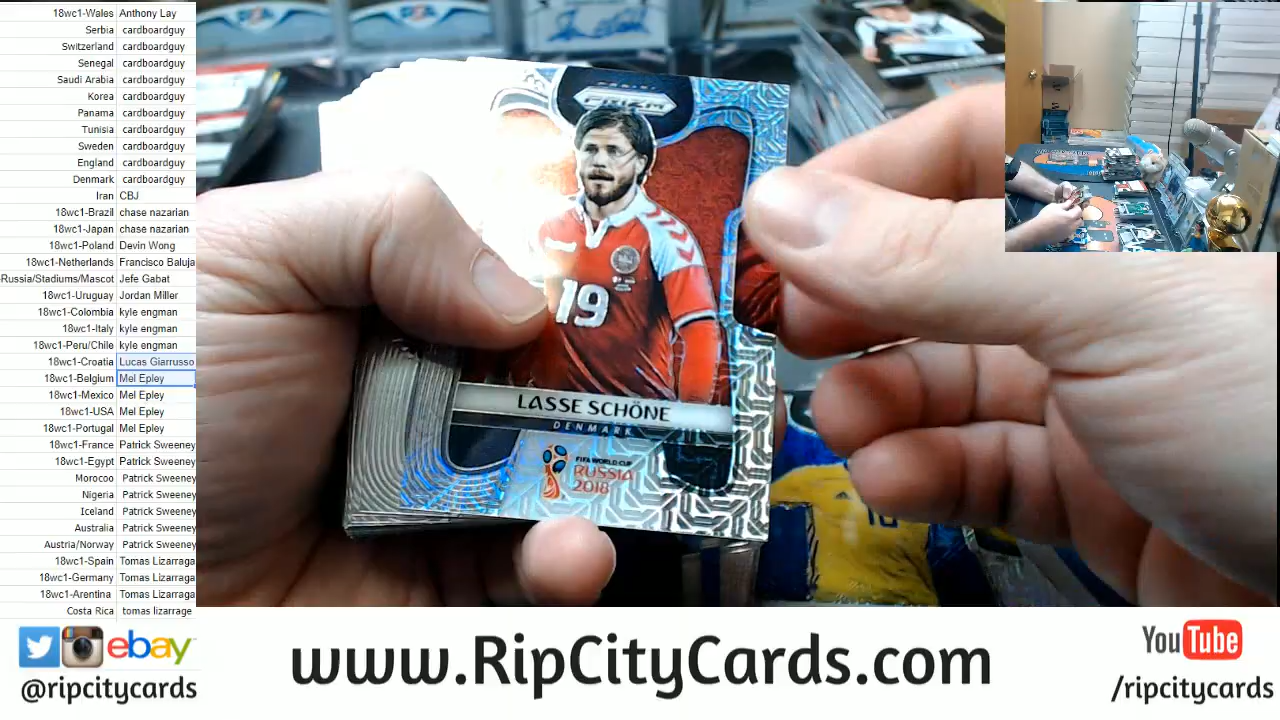 18wc1-Wales Anthony Lay
Serbia cardboardguy
Switzerland cardboardguy
Senegal cardboardguy
Saudi Arabia cardboardguy
Korea cardboardguy
Panama cardboardguy
Tunisia cardboardguy
Sweden cardboardguy
England cardboardguy
Denmark cardboardguy
Iran CBJ
18wc1-Brazil chase nazarian
18wc1-Japan chase nazarian
18wc1-Poland Devin Wong
18wc1-Netherlands Francisco Baluja
-Russia/Stadiums/Mascot Jefe Gabat
18wc1-Uruguay Jordan Miller
18wc1-Colombia kyle engman
18wc1-Italy kyle engman
18wc1-Peru/Chile kyle engman
18wc1-Croatia Lucas Giarrusso
18wc1-Belgium Mel Epley
18wc1-Mexico Mel Epley
18wc1-USA Mel Epley
18wc1-Portugal Mel Epley
18wc1-France Patrick Sweeney
18wc1-Egypt Patrick Sweeney
Morocoo Patrick Sweeney
Nigeria Patrick Sweeney
Iceland Patrick Sweeney
Australia Patrick Sweeney
Austria/Norway Patrick Sweeney
18wc1-Spain Tomas Lizarraga
18wc1-Germany Tomas Lizarraga
18wc1-Arentina Tomas Lizarraga
Costa Rica tomas lizarrage
PANINI
PRIZM
19
LASSE SCHÖNE
DENMARK
FIFA WORLD CUP
RUSSIA
2018
ebay
@ripcitycards
www.RipCityCards.com
YouTube
/ripcitycards